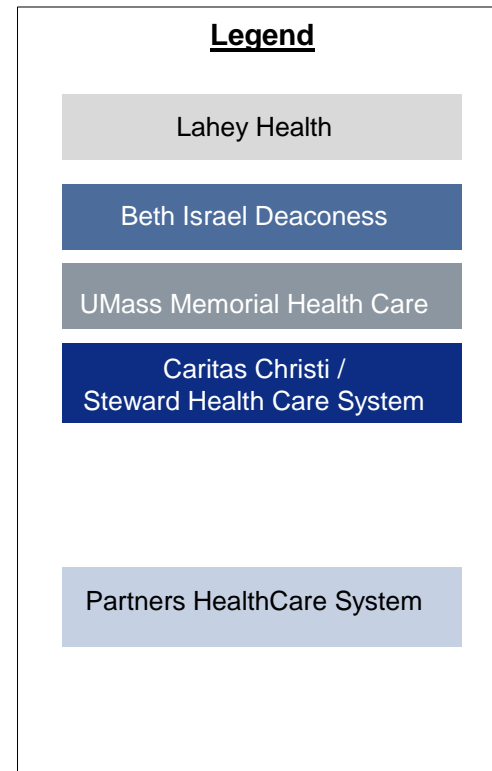 Legend
Lahey Health
Beth Israel Deaconess
UMass Memorial Health Care
Caritas Christi /
Steward Health Care System
Partners HealthCare System